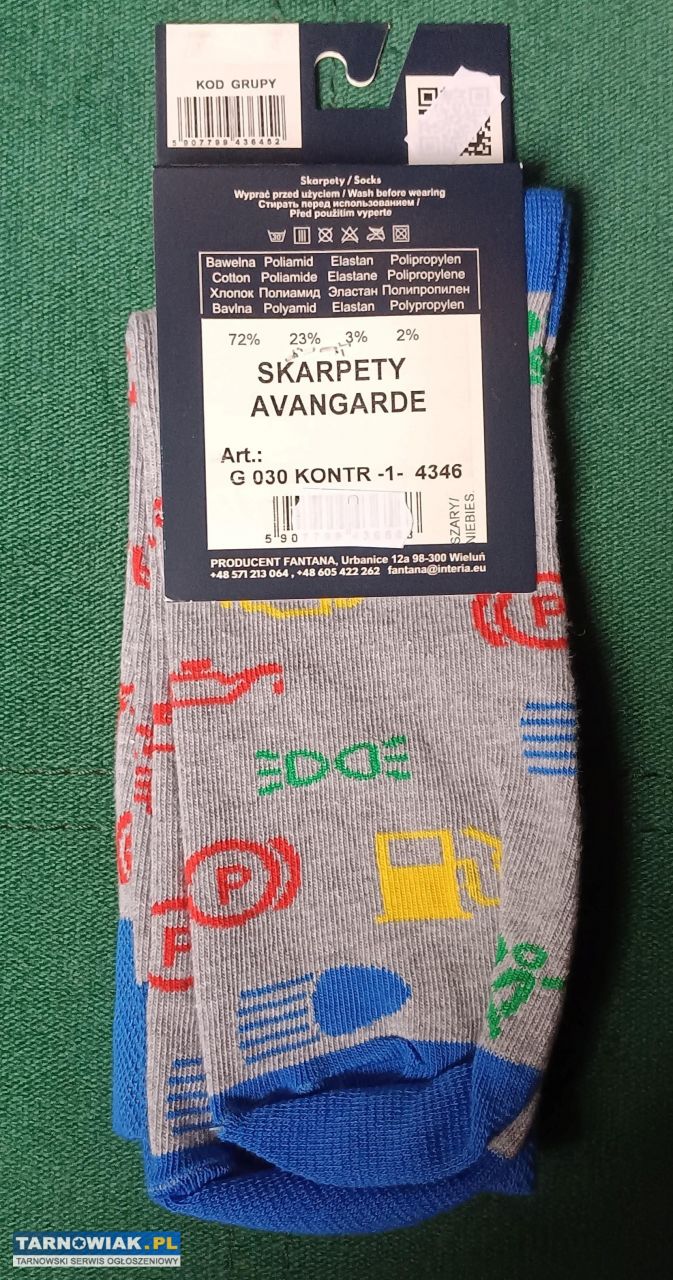 KOD GRUPY
5 907799 436462
Skarpety / Socks
Wyprać przed użyciem / Wash before wearing
Стирать перед использованием /
Před použitím vyperte
Bawełna Poliamid Elastan Polipropylen
Cotton Poliamide Elastane Polipropylene
Хлопок Полиамид Эластан Полипропилен
Bavlna Polyamid Elastan Polypropylen
72% 23% 3% 2%
SKARPETY
AVANGARDE
Art.:
G 030 KONTR -1- 4346
SZARY/
NIEBIES.
PRODUCENT FANTANA, Urbanice 12a 98-300 Wieluń
+48 571 213 064 , +48 605 422 262 fantana@interia.eu
P
P
P
TARNOWIAK.PL
TARNOWSKI SERWIS OGŁOSZENIOWY